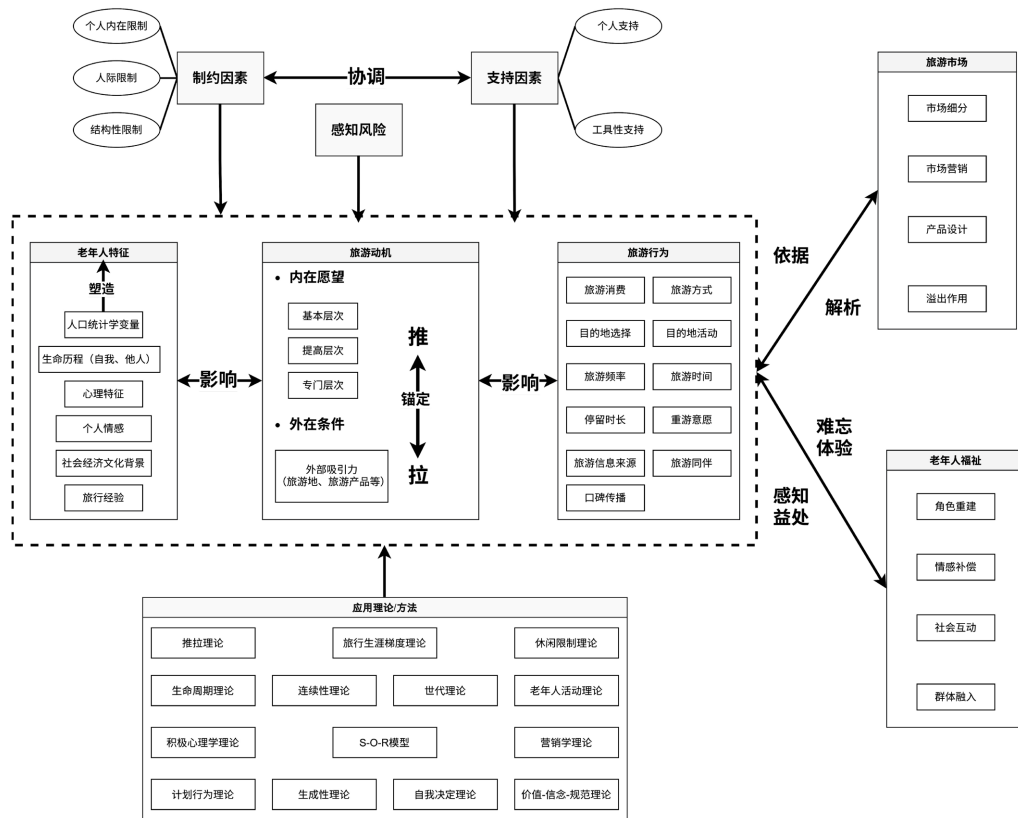 个人内在限制
人际限制
结构性限制
制约因素
协调
支持因素
个人支持
工具性支持
感知风险
老年人特征
塑造
人口统计学变量
生命历程（自我、他人）
心理特征
个人情感
社会经济文化背景
旅行经验
影响
旅游动机
• 内在愿望
基本层次
提高层次
专门层次
• 外在条件
外部吸引力
（旅游地、旅游产品等）
推
锚定
拉
影响
旅游行为
旅游消费
旅游方式
目的地选择
目的地活动
旅游频率
旅游时间
停留时长
重游意愿
旅游信息来源
旅游同伴
口碑传播
依据
解析
难忘
体验
感知
益处
旅游市场
市场细分
市场营销
产品设计
溢出作用
老年人福祉
角色重建
情感补偿
社会互动
群体融入
应用理论/方法
推拉理论
旅行生涯梯度理论
休闲限制理论
生命周期理论
连续性理论
世代理论
老年人活动理论
积极心理学理论
S-O-R模型
营销学理论
计划行为理论
生成性理论
自我决定理论
价值-信念-规范理论